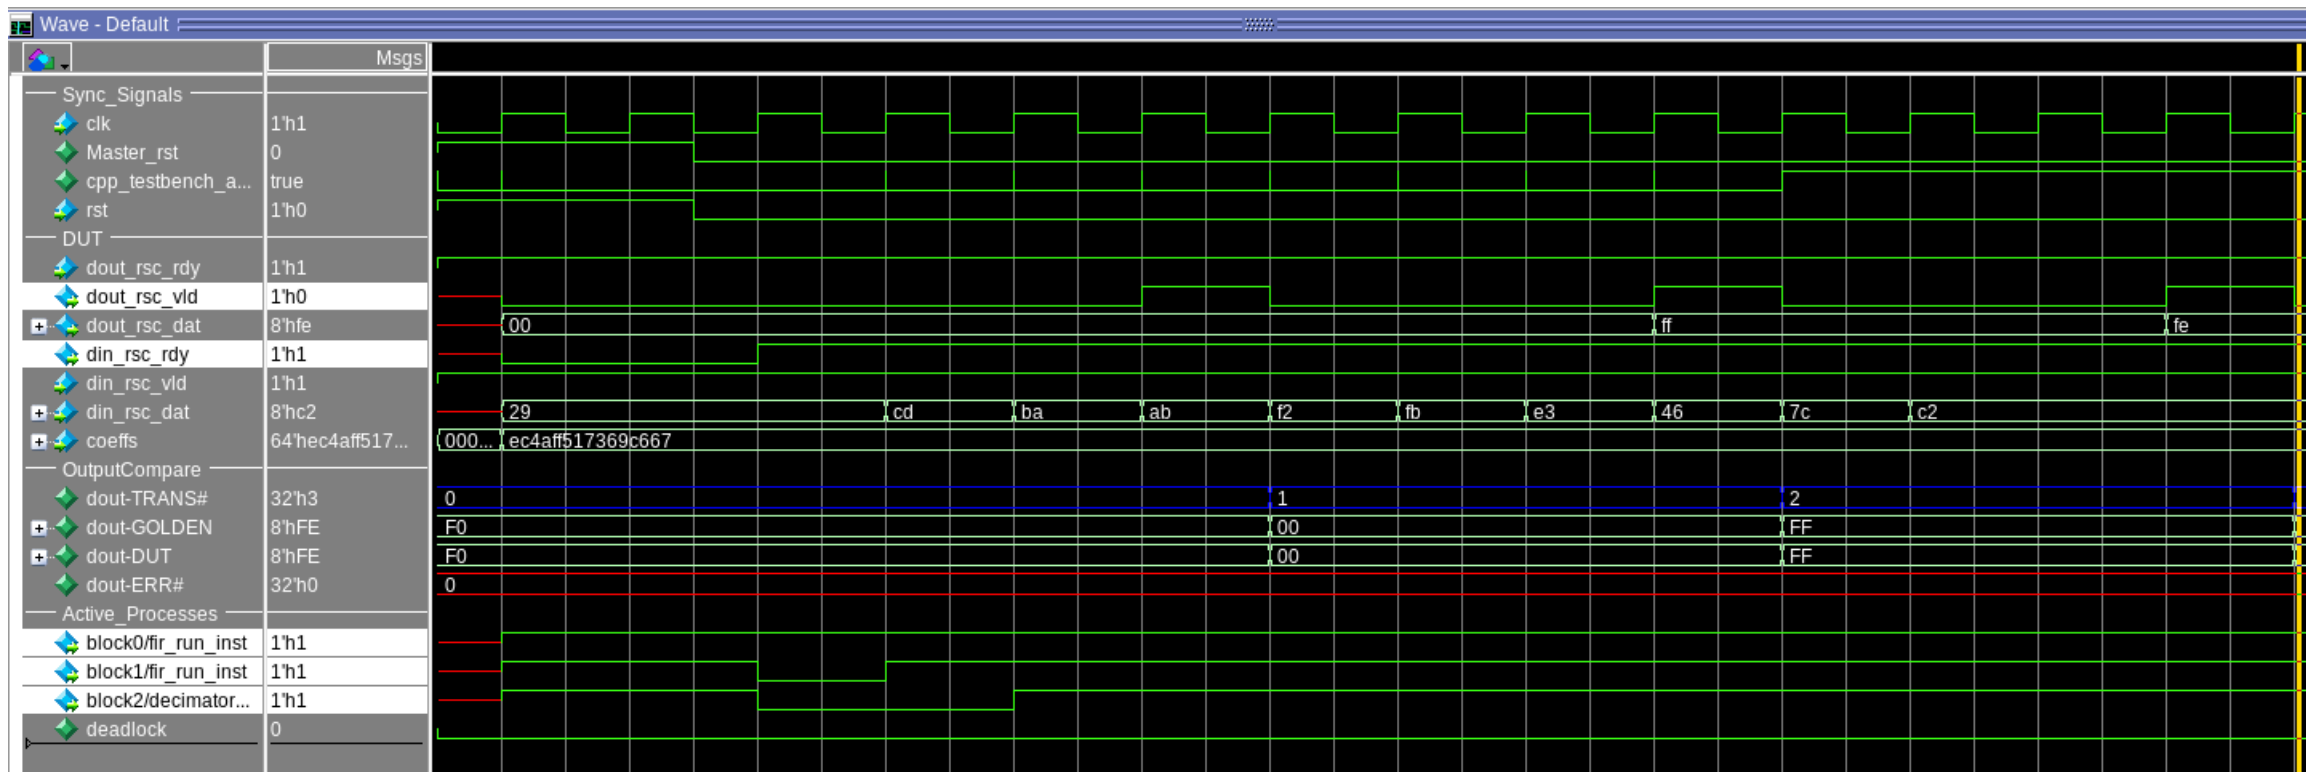 Wave - Default
Msgs
Sync_Signals
clk 1'h1
Master_rst 0
cpp_testbench_a... true
rst 1'h0
DUT
dout_rsc_rdy 1'h1
dout_rsc_vld 1'h0
dout_rsc_dat 8'hfe 00 ff fe
din_rsc_rdy 1'h1
din_rsc_vld 1'h1
din_rsc_dat 8'hc2 29 cd ba ab f2 fb e3 46 7c c2
coeffs 64'hec4aff517... 000... ec4aff517369c667
OutputCompare
dout-TRANS# 32'h3 0 1 2
dout-GOLDEN 8'hFE F0 00 FF
dout-DUT 8'hFE F0 00 FF
dout-ERR# 32'h0 0
Active_Processes
block0/fir_run_inst 1'h1
block1/fir_run_inst 1'h1
block2/decimator... 1'h1
deadlock 0